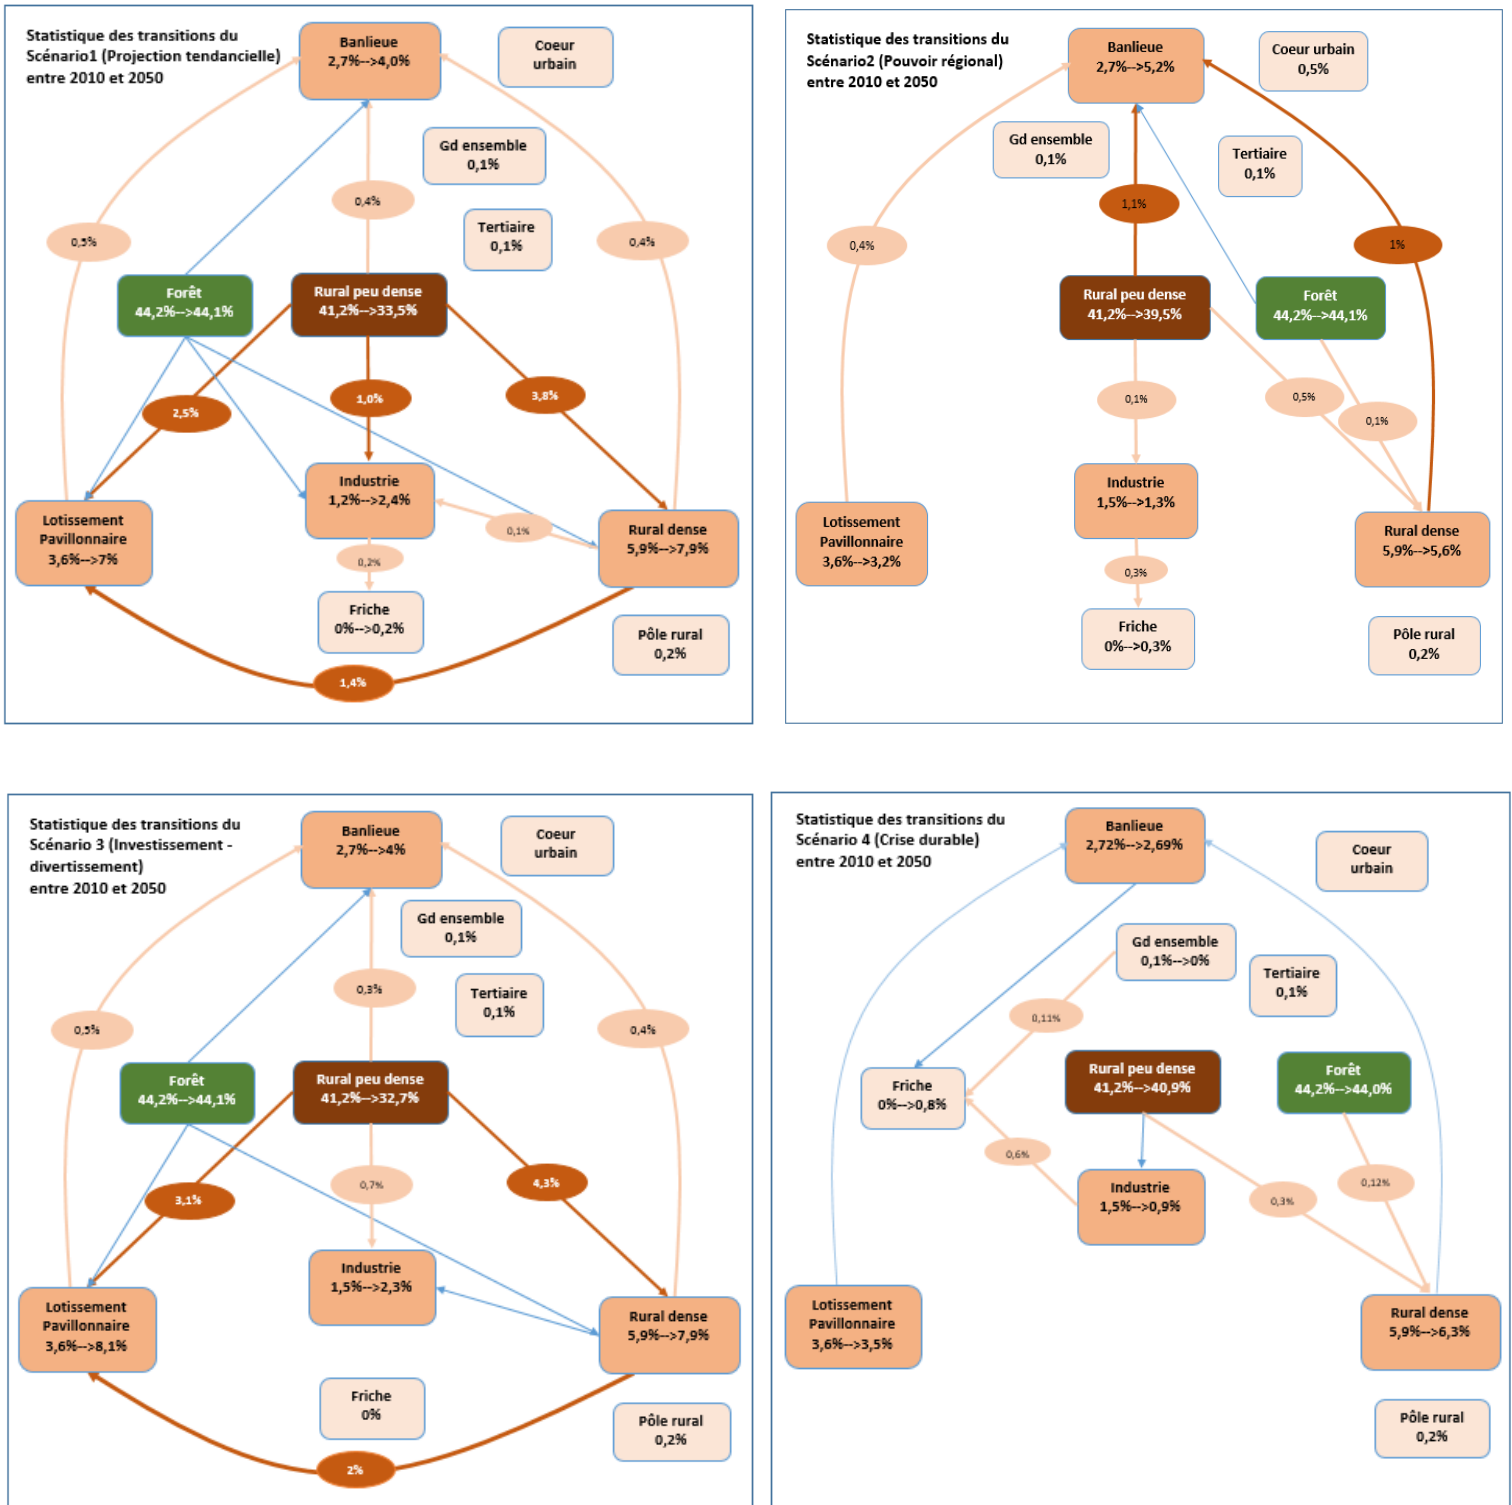 Statistique des transitions du
Scénario1 (Projection tendancielle)
entre 2010 et 2050
Banlieue
2,7%-->4,0%
Coeur
urbain
Gd ensemble
0,1%
0,4%
Tertiaire
0,1%
0,5%
0,4%
Forêt
44,2%-->44,1%
Rural peu dense
41,2%-->33,5%
2,5%
1,0%
3,8%
Industrie
1,2%-->2,4%
Lotissement
Pavillonnaire
3,6%-->7%
0,1%
Rural dense
5,9%-->7,9%
0,2%
Friche
0%-->0,2%
Pôle rural
0,2%
1,4%
Statistique des transitions du
Scénario2 (Pouvoir régional)
entre 2010 et 2050
Banlieue
2,7%-->5,2%
Coeur urbain
0,5%
Gd ensemble
0,1%
Tertiaire
0,1%
1,1%
0,4%
1%
Rural peu dense
41,2%-->39,5%
Forêt
44,2%-->44,1%
0,1%
0,5%
0,1%
Industrie
1,5%-->1,3%
Lotissement
Pavillonnaire
3,6%-->3,2%
Rural dense
5,9%-->5,6%
0,3%
Friche
0%-->0,3%
Pôle rural
0,2%
Statistique des transitions du
Scénario 3 (Investissement -
divertissement)
entre 2010 et 2050
Banlieue
2,7%-->4%
Coeur
urbain
Gd ensemble
0,1%
0,3%
Tertiaire
0,1%
0,5%
0,4%
Forêt
44,2%-->44,1%
Rural peu dense
41,2%-->32,7%
3,1%
0,7%
4,3%
Industrie
1,5%-->2,3%
Lotissement
Pavillonnaire
3,6%-->8,1%
Rural dense
5,9%-->7,9%
Friche
0%
Pôle rural
0,2%
2%
Statistique des transitions du
Scénario 4 (Crise durable)
entre 2010 et 2050
Banlieue
2,72%-->2,69%
Coeur
urbain
Gd ensemble
0,1%-->0%
Tertiaire
0,1%
0,11%
Friche
0%-->0,8%
Rural peu dense
41,2%-->40,9%
Forêt
44,2%-->44,0%
0,6%
0,12%
Industrie
1,5%-->0,9%
0,3%
Lotissement
Pavillonnaire
3,6%-->3,5%
Rural dense
5,9%-->6,3%
Pôle rural
0,2%